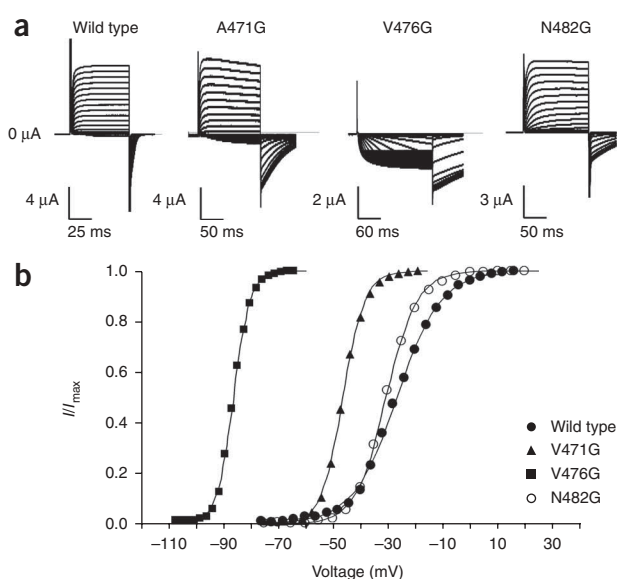 a
Wild type A471G V476G N482G
0 µA
4 µA 4 µA 2 µA 3 µA
25 ms 50 ms 60 ms 50 ms
b
1.0
0.8
0.6
0.4
0.2
0.0
I/Imax
Wild type
V471G
V476G
N482G
–110 –90 –70 –50 –30 –10 10 30
Voltage (mV)